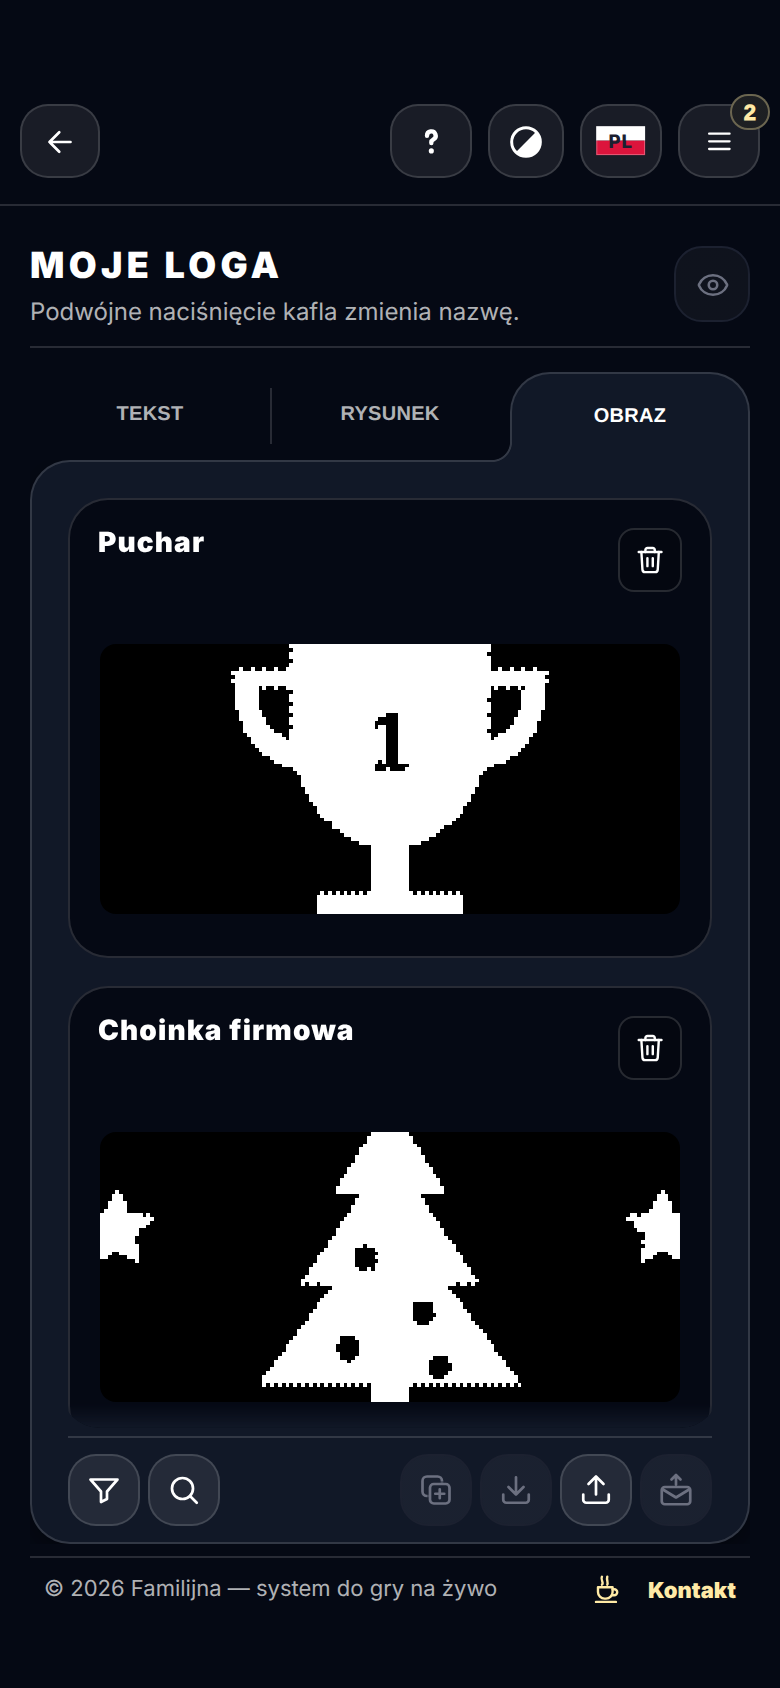 ?
PL
2
MOJE LOGA
Podwójne naciśnięcie kafla zmienia nazwę.
TEKST
RYSUNEK
OBRAZ
Puchar
1
Choinka firmowa
© 2026 Familijna — system do gry na żywo
Kontakt